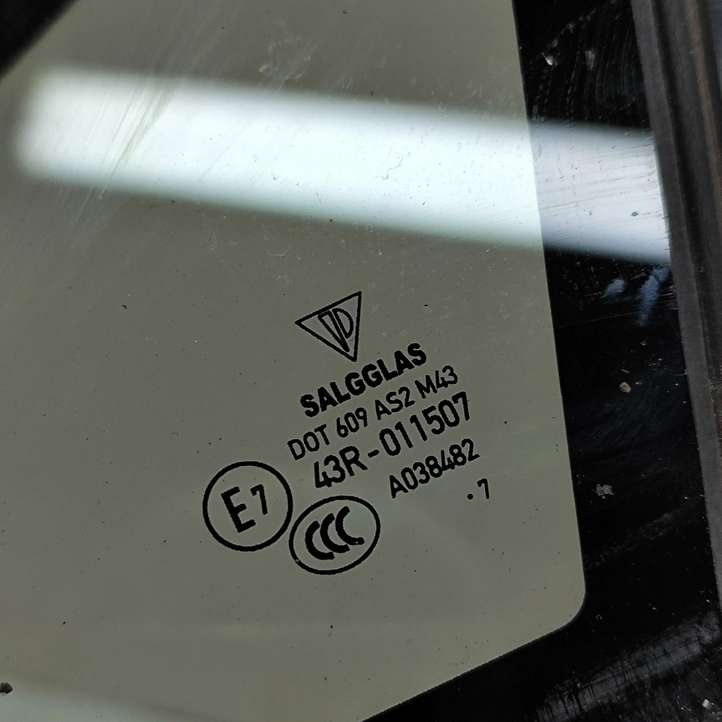 SALGGLAS
DOT 609 AS2 M43
43R-011507
E7
A038482
CCC
.7